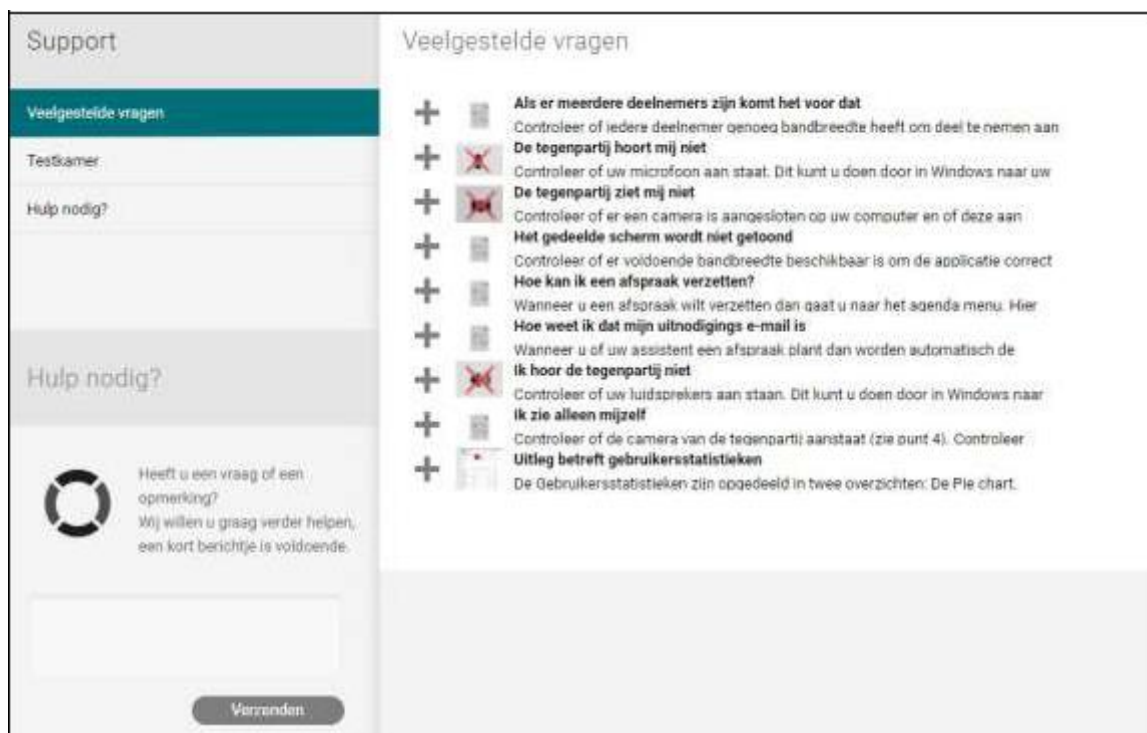 Support
Veelgestelde vragen
Testkamer
Hulp nodig?
Hulp nodig?
Heeft u een vraag of een
opmerking?
Wij willen u graag verder helpen,
een kort berichtje is voldoende.
Verzenden
Veelgestelde vragen
Als er meerdere deelnemers zijn komt het voor dat
Controleer of iedere deelnemer genoeg bandbreedte heeft om deel te nemen aan
De tegenpartij hoort mij niet
Controleer of uw microfoon aan staat. Dit kunt u doen door in Windows naar uw
De tegenpartij ziet mij niet
Controleer of er een camera is aangesloten op uw computer en of deze aan
Het gedeelde scherm wordt niet getoond
Controleer of er voldoende bandbreedte beschikbaar is om de applicatie correct
Hoe kan ik een afspraak verzetten?
Wanneer u een afspraak wilt verzetten dan gaat u naar het agenda menu. Hier
Hoe weet ik dat mijn uitnodigings e-mail is
Wanneer u of uw assistent een afspraak plant dan worden automatisch de
Ik hoor de tegenpartij niet
Controleer of uw luidsprekers aan staan. Dit kunt u doen door in Windows naar
Ik zie alleen mijzelf
Controleer of de camera van de tegenpartij aanstaat (zie punt 4). Controleer
Uitleg betreft gebruikersstatistieken
De Gebruikersstatistieken zijn opgedeeld in twee overzichten: De Pie chart.